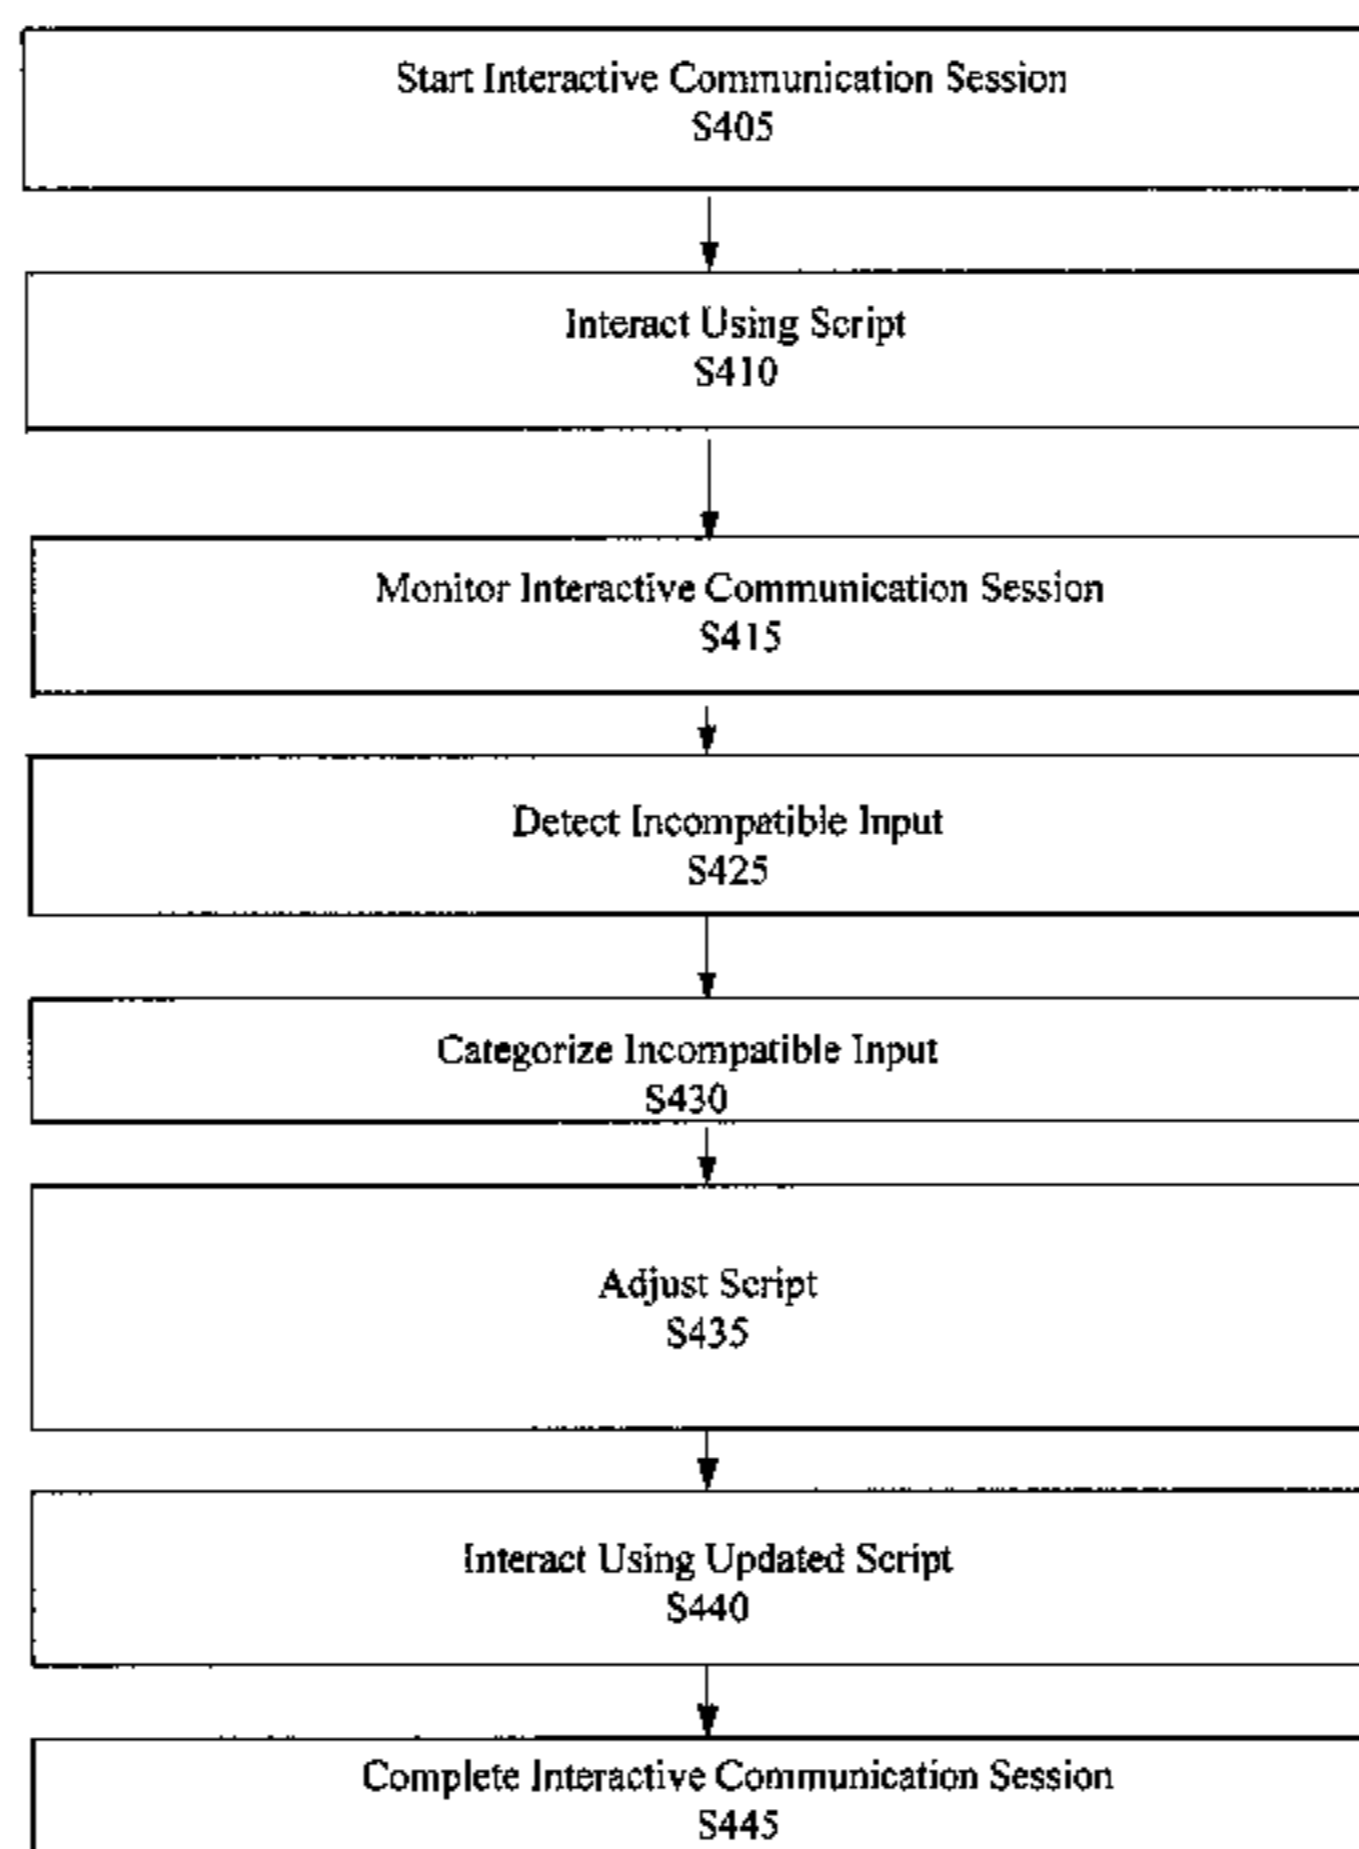 Start Interactive Communication Session
S405
Interact Using Script
S410
Monitor Interactive Communication Session
S415
Detect Incompatible Input
S425
Categorize Incompatible Input
S430
Adjust Script
S435
Interact Using Updated Script
S440
Complete Interactive Communication Session
S445